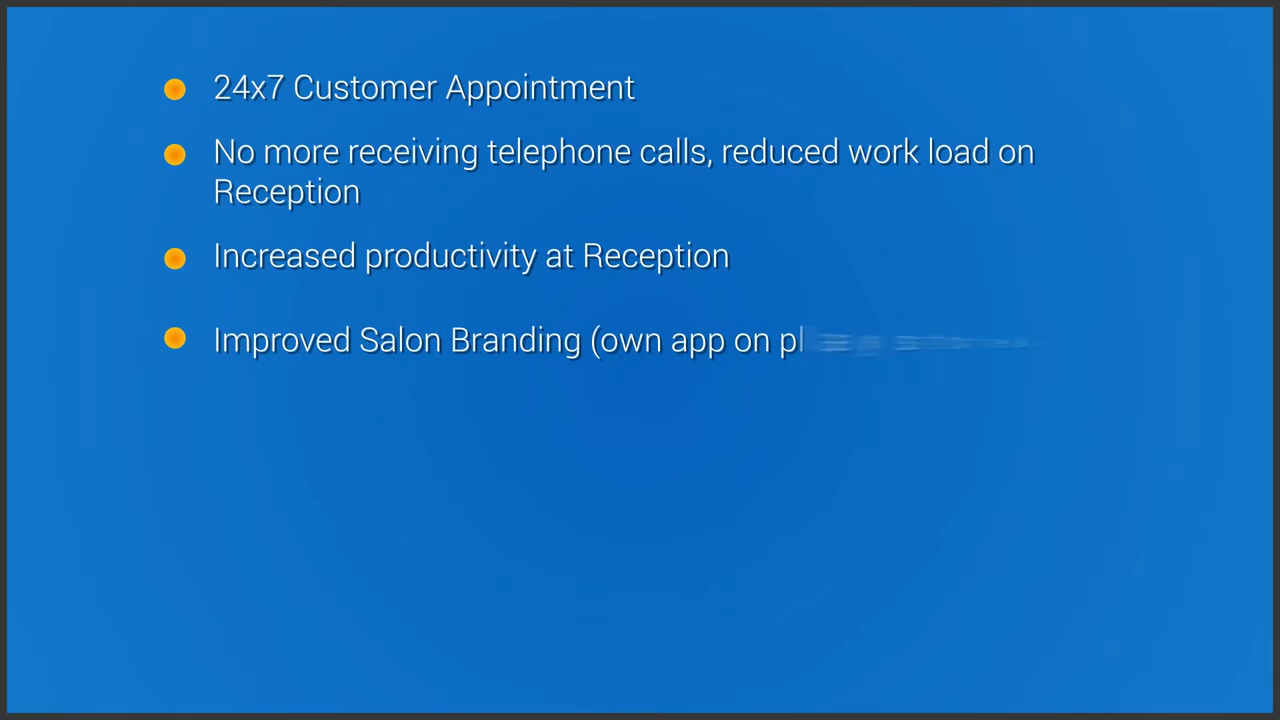 24x7 Customer Appointment
No more receiving telephone calls, reduced work load on
Reception
Increased productivity at Reception
Improved Salon Branding (own app on